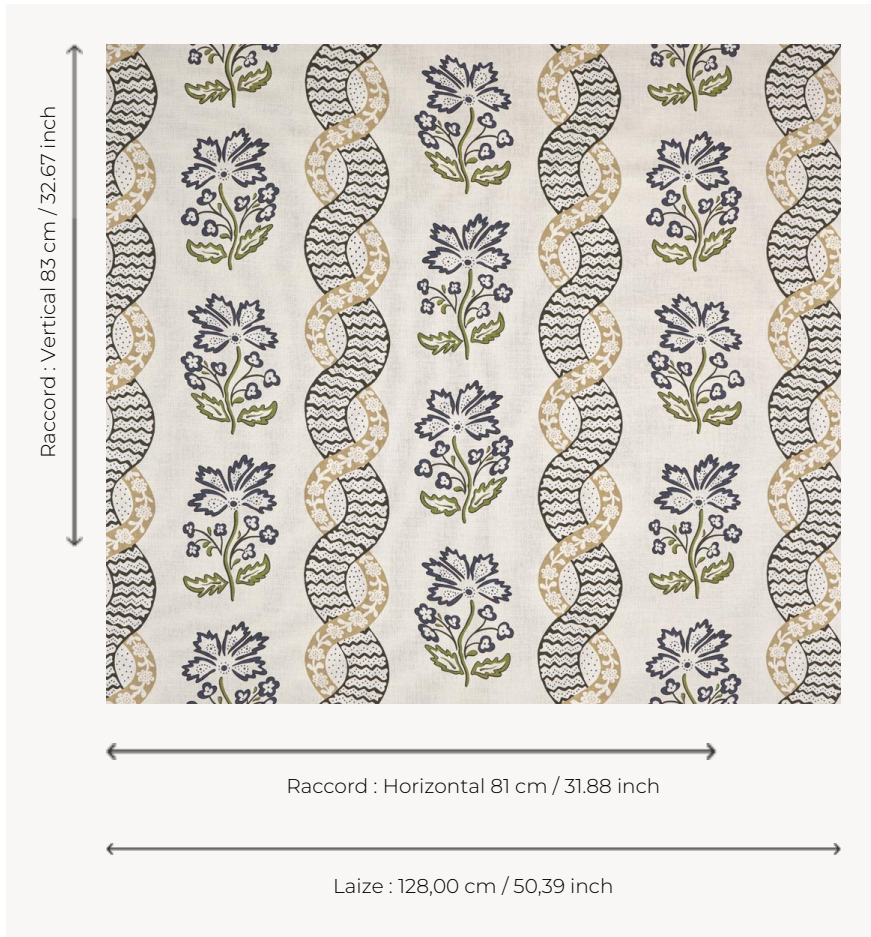 Raccord : Vertical 83 cm / 32.67 inch
Raccord : Horizontal 81 cm / 31.88 inch
Laize : 128,00 cm / 50,39 inch